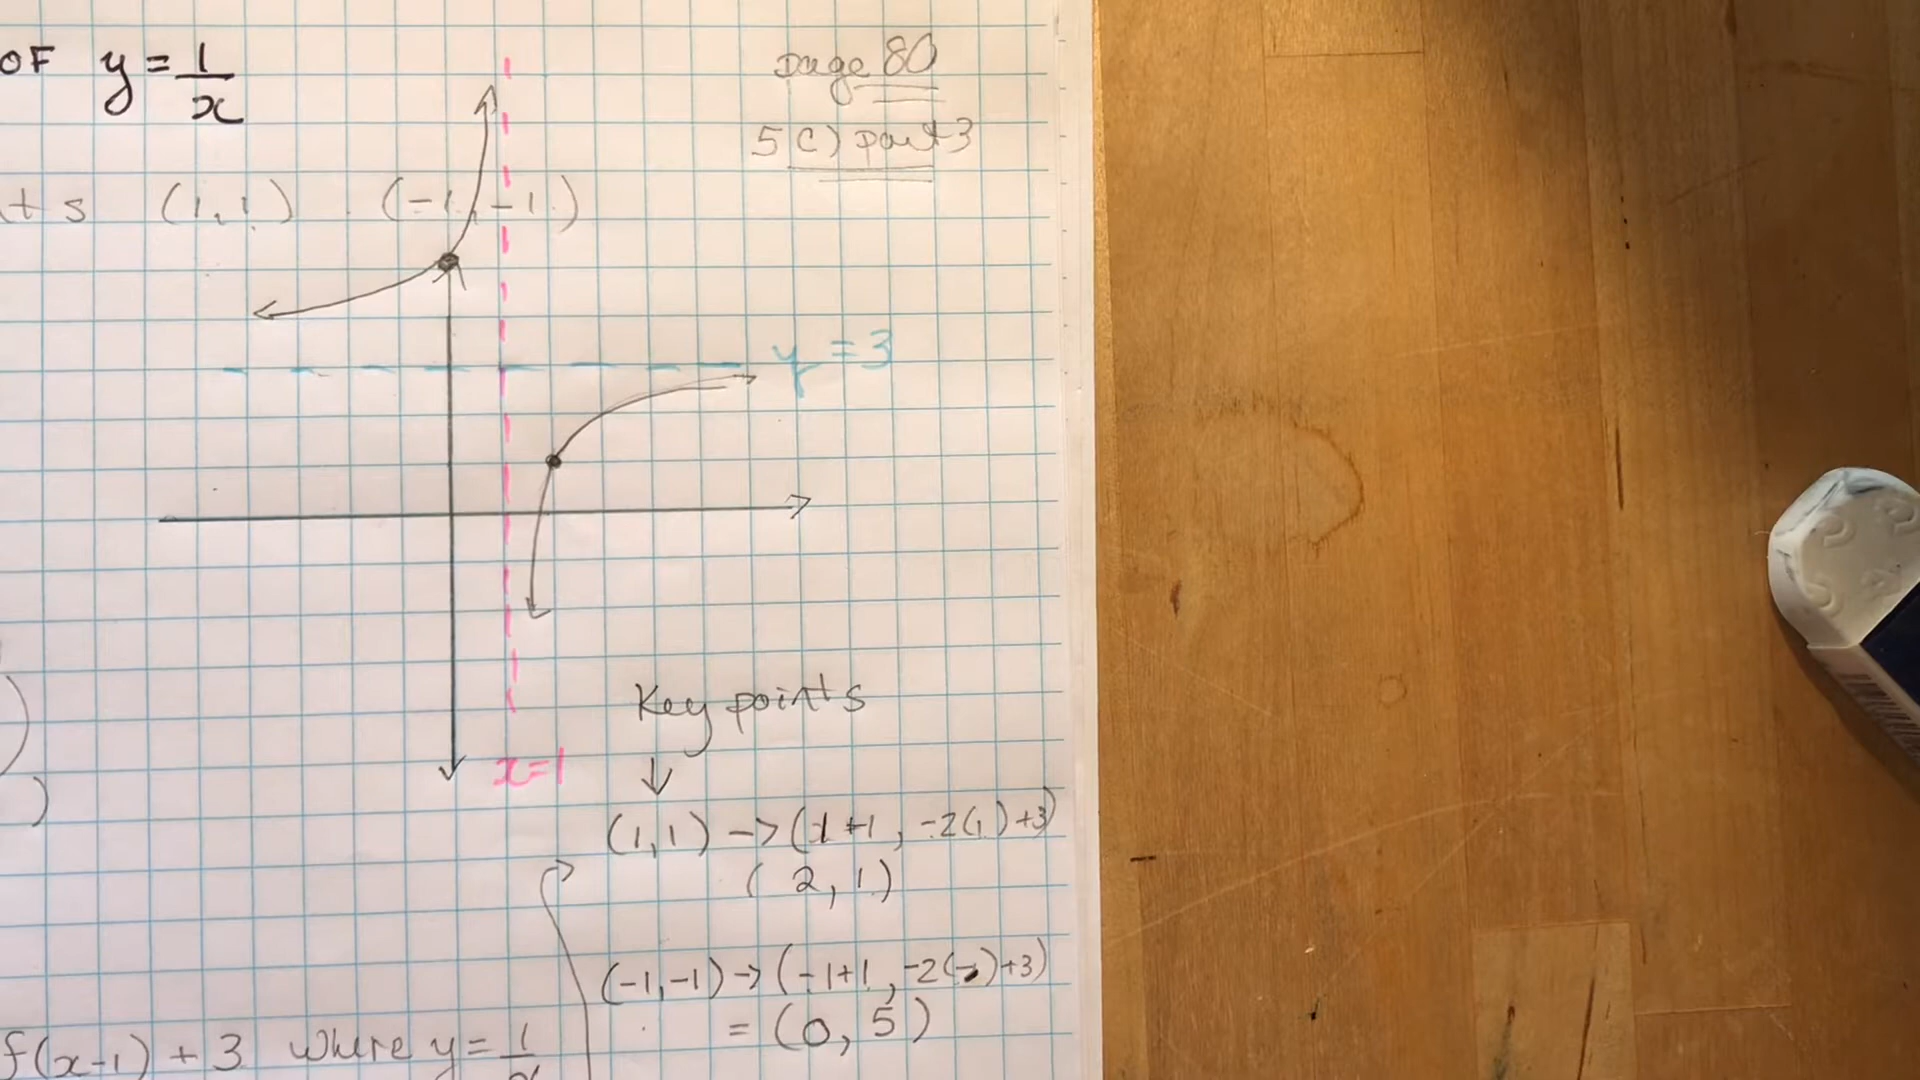 OF y = 1/x
page 80
5 c) part 3
ts (1,1) (-1,-1)
y = 3
Key points
x=1
↓
)
(1,1) -> (1+1, -2(1)+3)
(2, 1)
(-1,-1) -> (-1+1, -2(-1)+3)
= (0, 5)
f(x-1) + 3 where y = 1/x